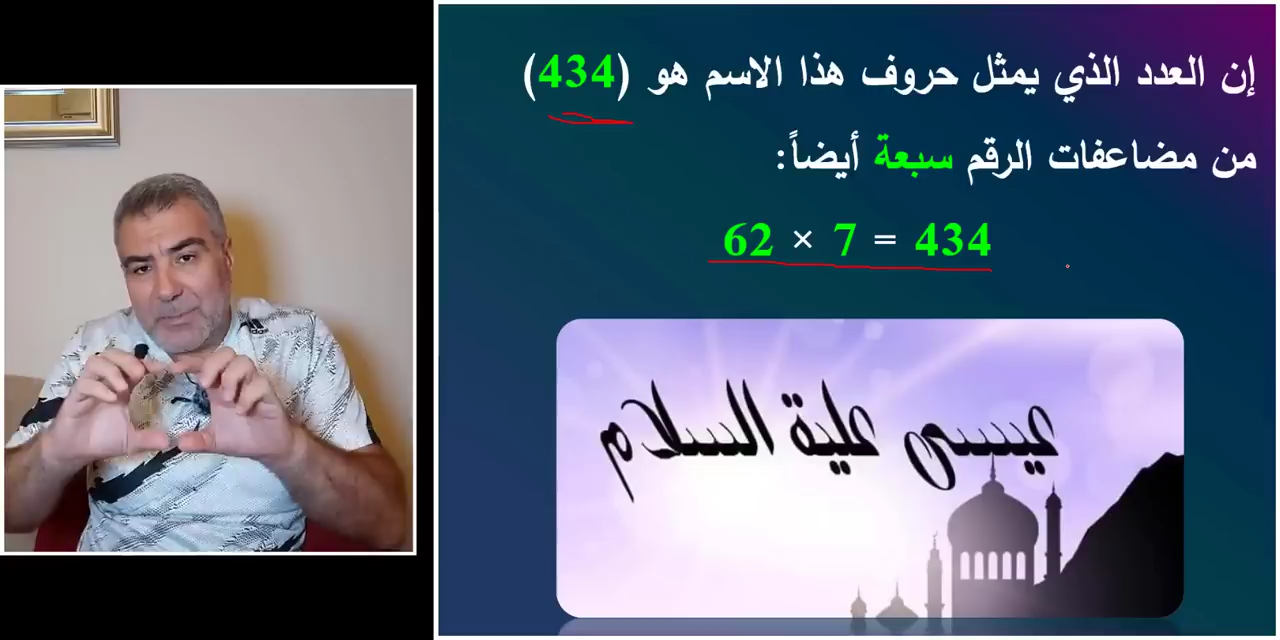 إن العدد الذي يمثل حروف هذا الاسم هو (434)
من مضاعفات الرقم سبعة أيضاً:
62 × 7 = 434
عيسى علية السلام
adidas